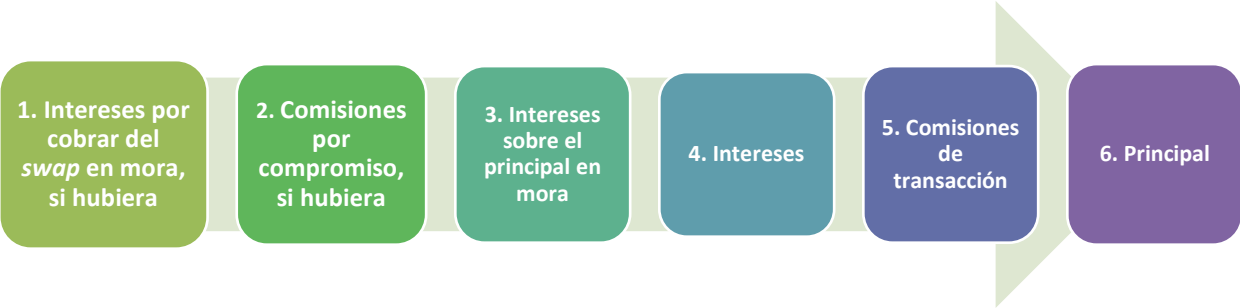 1. Intereses por
cobrar del
swap en mora,
si hubiera
2. Comisiones
por
compromiso,
si hubiera
3. Intereses
sobre el
principal en
mora
4. Intereses
5. Comisiones
de
transacción
6. Principal